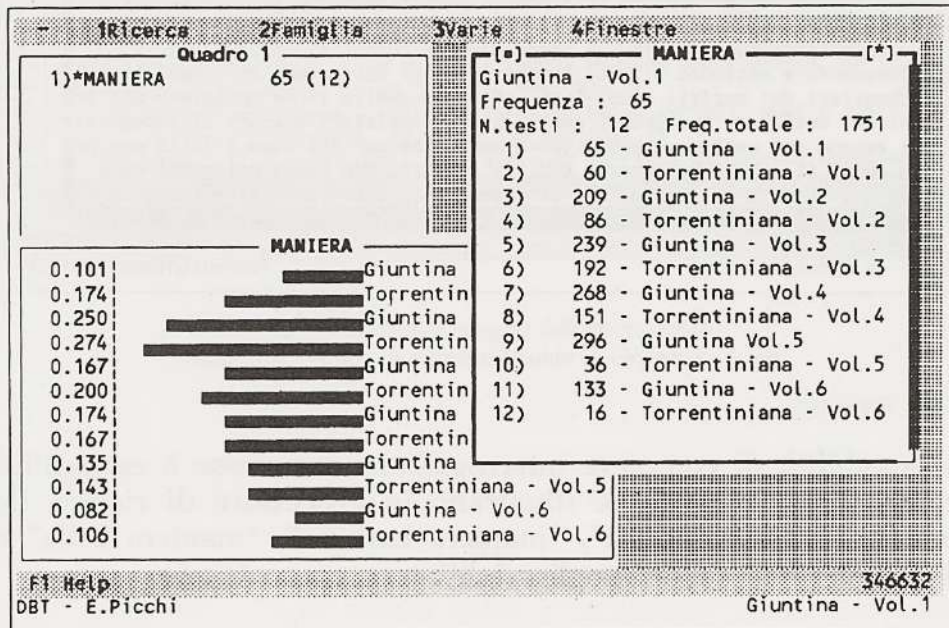 1Ricerca 2Famiglia 3Varie 4Finestre
Quadro 1
1)*MANIERA 65 (12)
[¤] MANIERA [*]
Giuntina - Vol.1
Frequenza : 65
N.testi : 12 Freq.totale : 1751
1) 65 - Giuntina - Vol.1
2) 60 - Torrentiniana - Vol.1
3) 209 - Giuntina - Vol.2
4) 86 - Torrentiniana - Vol.2
5) 239 - Giuntina - Vol.3
6) 192 - Torrentiniana - Vol.3
7) 268 - Giuntina - Vol.4
8) 151 - Torrentiniana - Vol.4
9) 296 - Giuntina Vol.5
10) 36 - Torrentiniana - Vol.5
11) 133 - Giuntina - Vol.6
12) 16 - Torrentiniana - Vol.6
MANIERA
0.101 Giuntina
0.174 Torrentin
0.250 Giuntina
0.274 Torrentin
0.167 Giuntina
0.200 Torrentin
0.174 Giuntina
0.167 Torrentin
0.135 Giuntina
0.143 Torrentiniana - Vol.5
0.082 Giuntina - Vol.6
0.106 Torrentiniana - Vol.6
F1 Help 346632
DBT - E.Picchi Giuntina - Vol.1